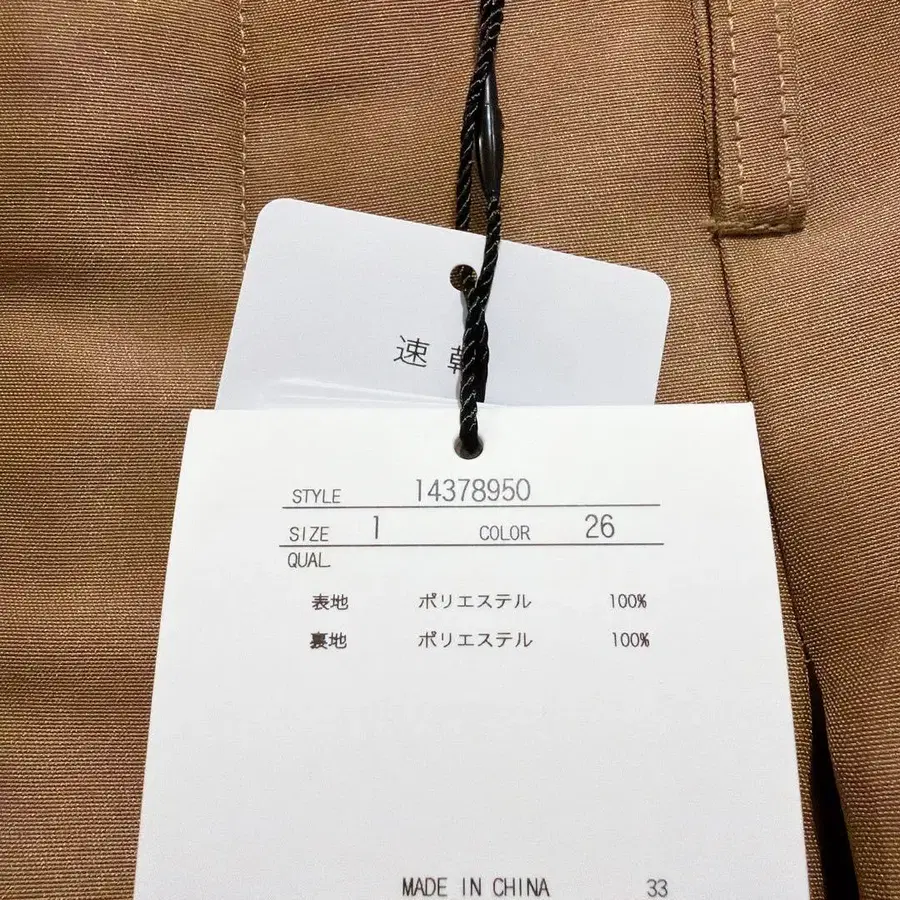 速乾
STYLE 14378950
SIZE 1 COLOR 26
QUAL.
表地 ポリエステル 100%
裏地 ポリエステル 100%
MADE IN CHINA 33